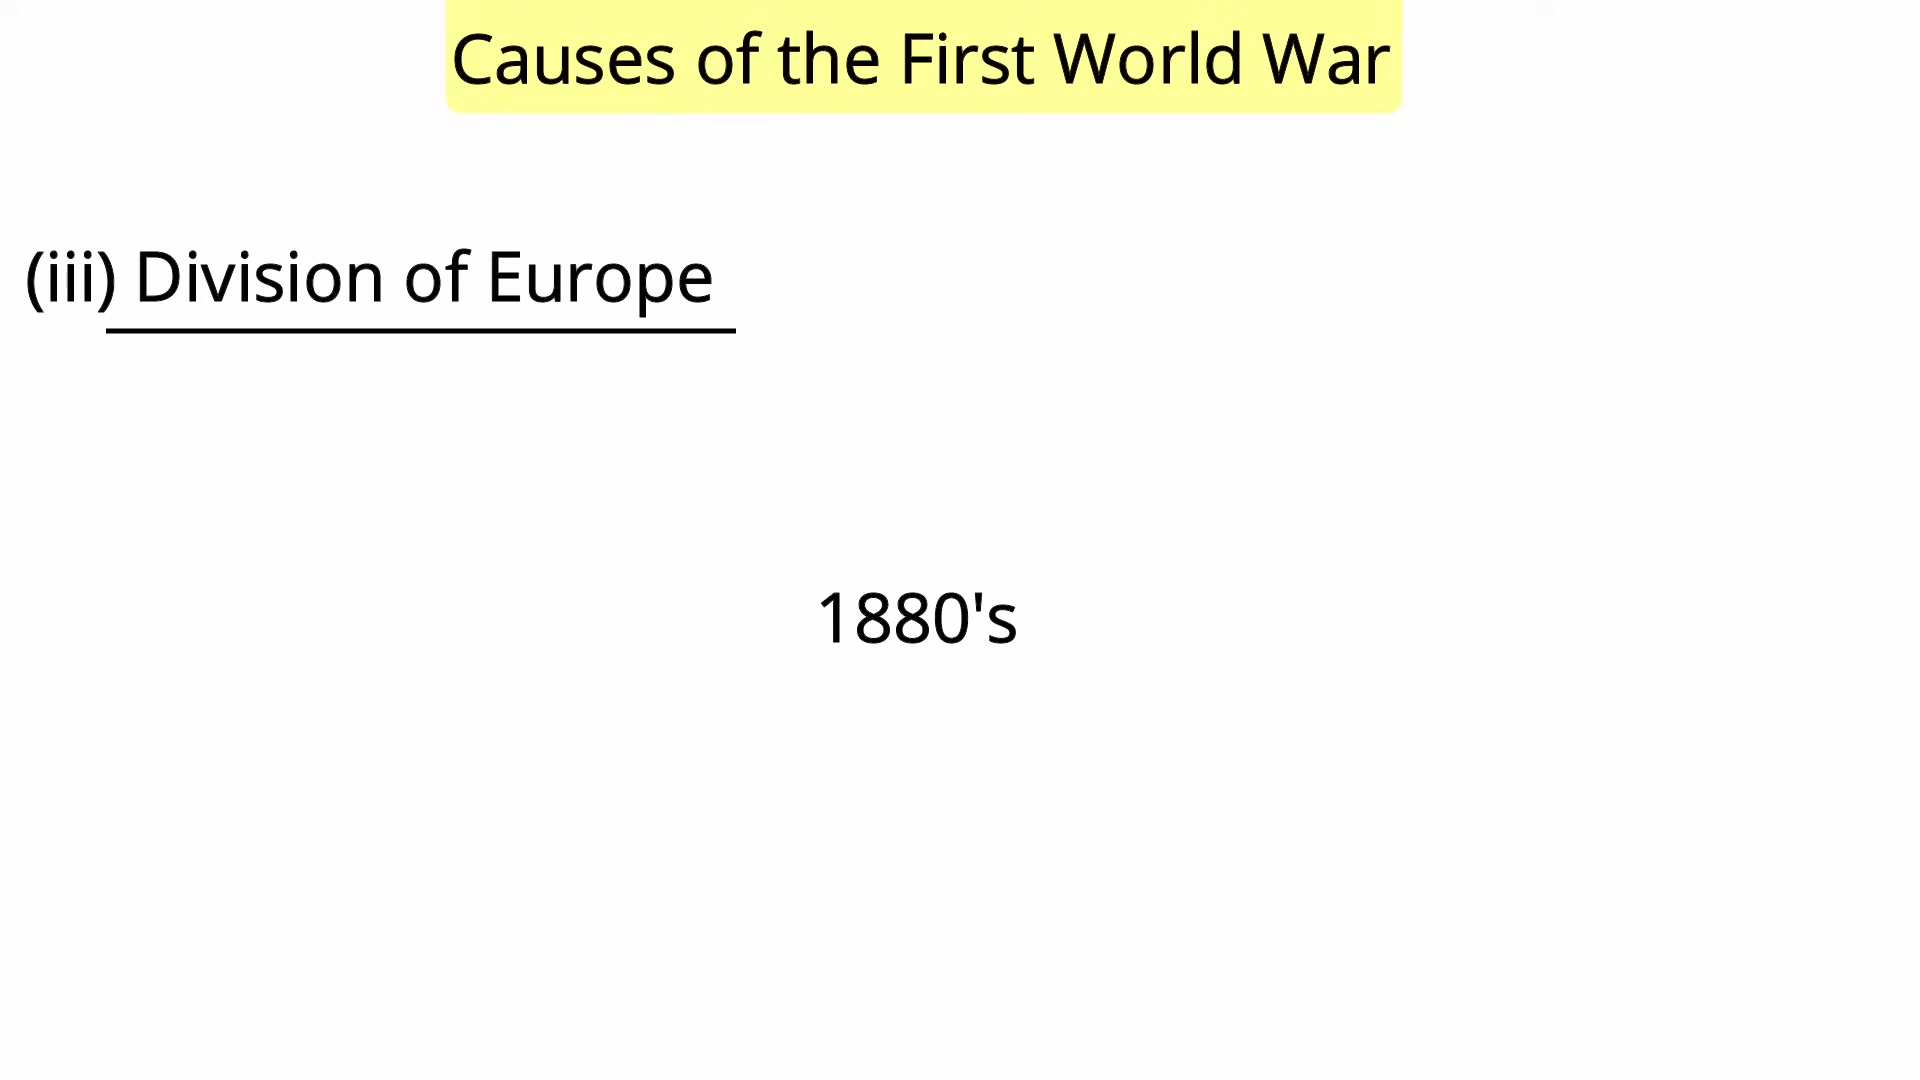 Causes of the First World War
(iii) Division of Europe
1880's